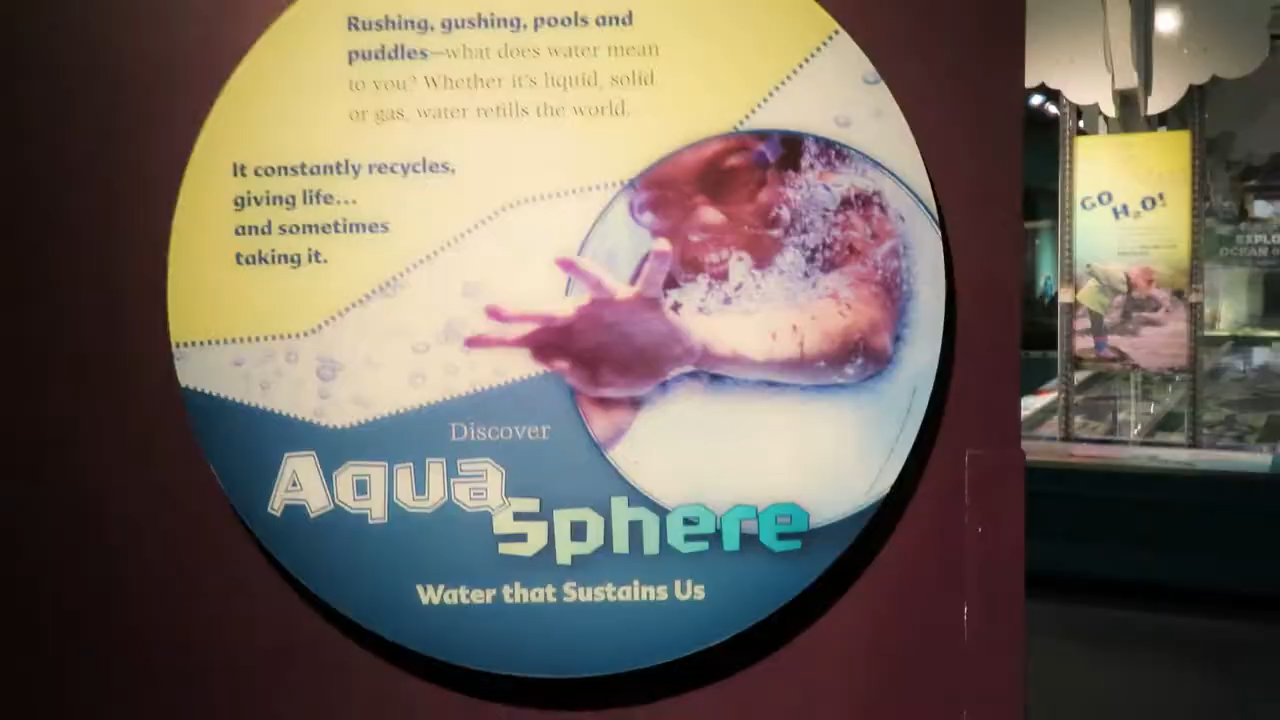 Rushing, gushing, pools and
puddles—what does water mean
to you? Whether it's liquid, solid
or gas, water refills the world.
It constantly recycles,
giving life...
and sometimes
taking it.
Discover
Aqua
Sphere
Water that Sustains Us
GO
H₂O!
EXPLO
OCEAN